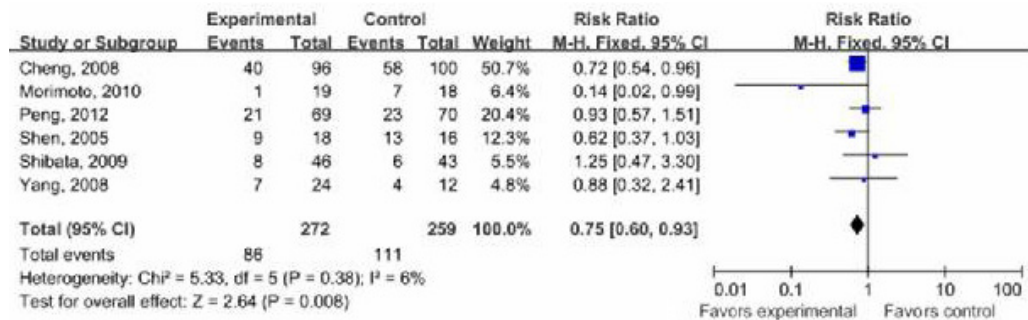 Experimental Control Risk Ratio Risk Ratio
Study or Subgroup Events Total Events Total Weight M-H, Fixed, 95% CI M-H, Fixed, 95% CI
Cheng, 2008 40 96 58 100 50.7% 0.72 [0.54, 0.96]
Morimoto, 2010 1 19 7 18 6.4% 0.14 [0.02, 0.99]
Peng, 2012 21 69 23 70 20.4% 0.93 [0.57, 1.51]
Shen, 2005 9 18 13 16 12.3% 0.62 [0.37, 1.03]
Shibata, 2009 8 46 6 43 5.5% 1.25 [0.47, 3.30]
Yang, 2008 7 24 4 12 4.8% 0.88 [0.32, 2.41]
Total (95% CI) 272 259 100.0% 0.75 [0.60, 0.93]
Total events 86 111
Heterogeneity: Chi² = 5.33, df = 5 (P = 0.38); I² = 6%
Test for overall effect: Z = 2.64 (P = 0.008)
0.01 0.1 1 10 100
Favors experimental Favors control